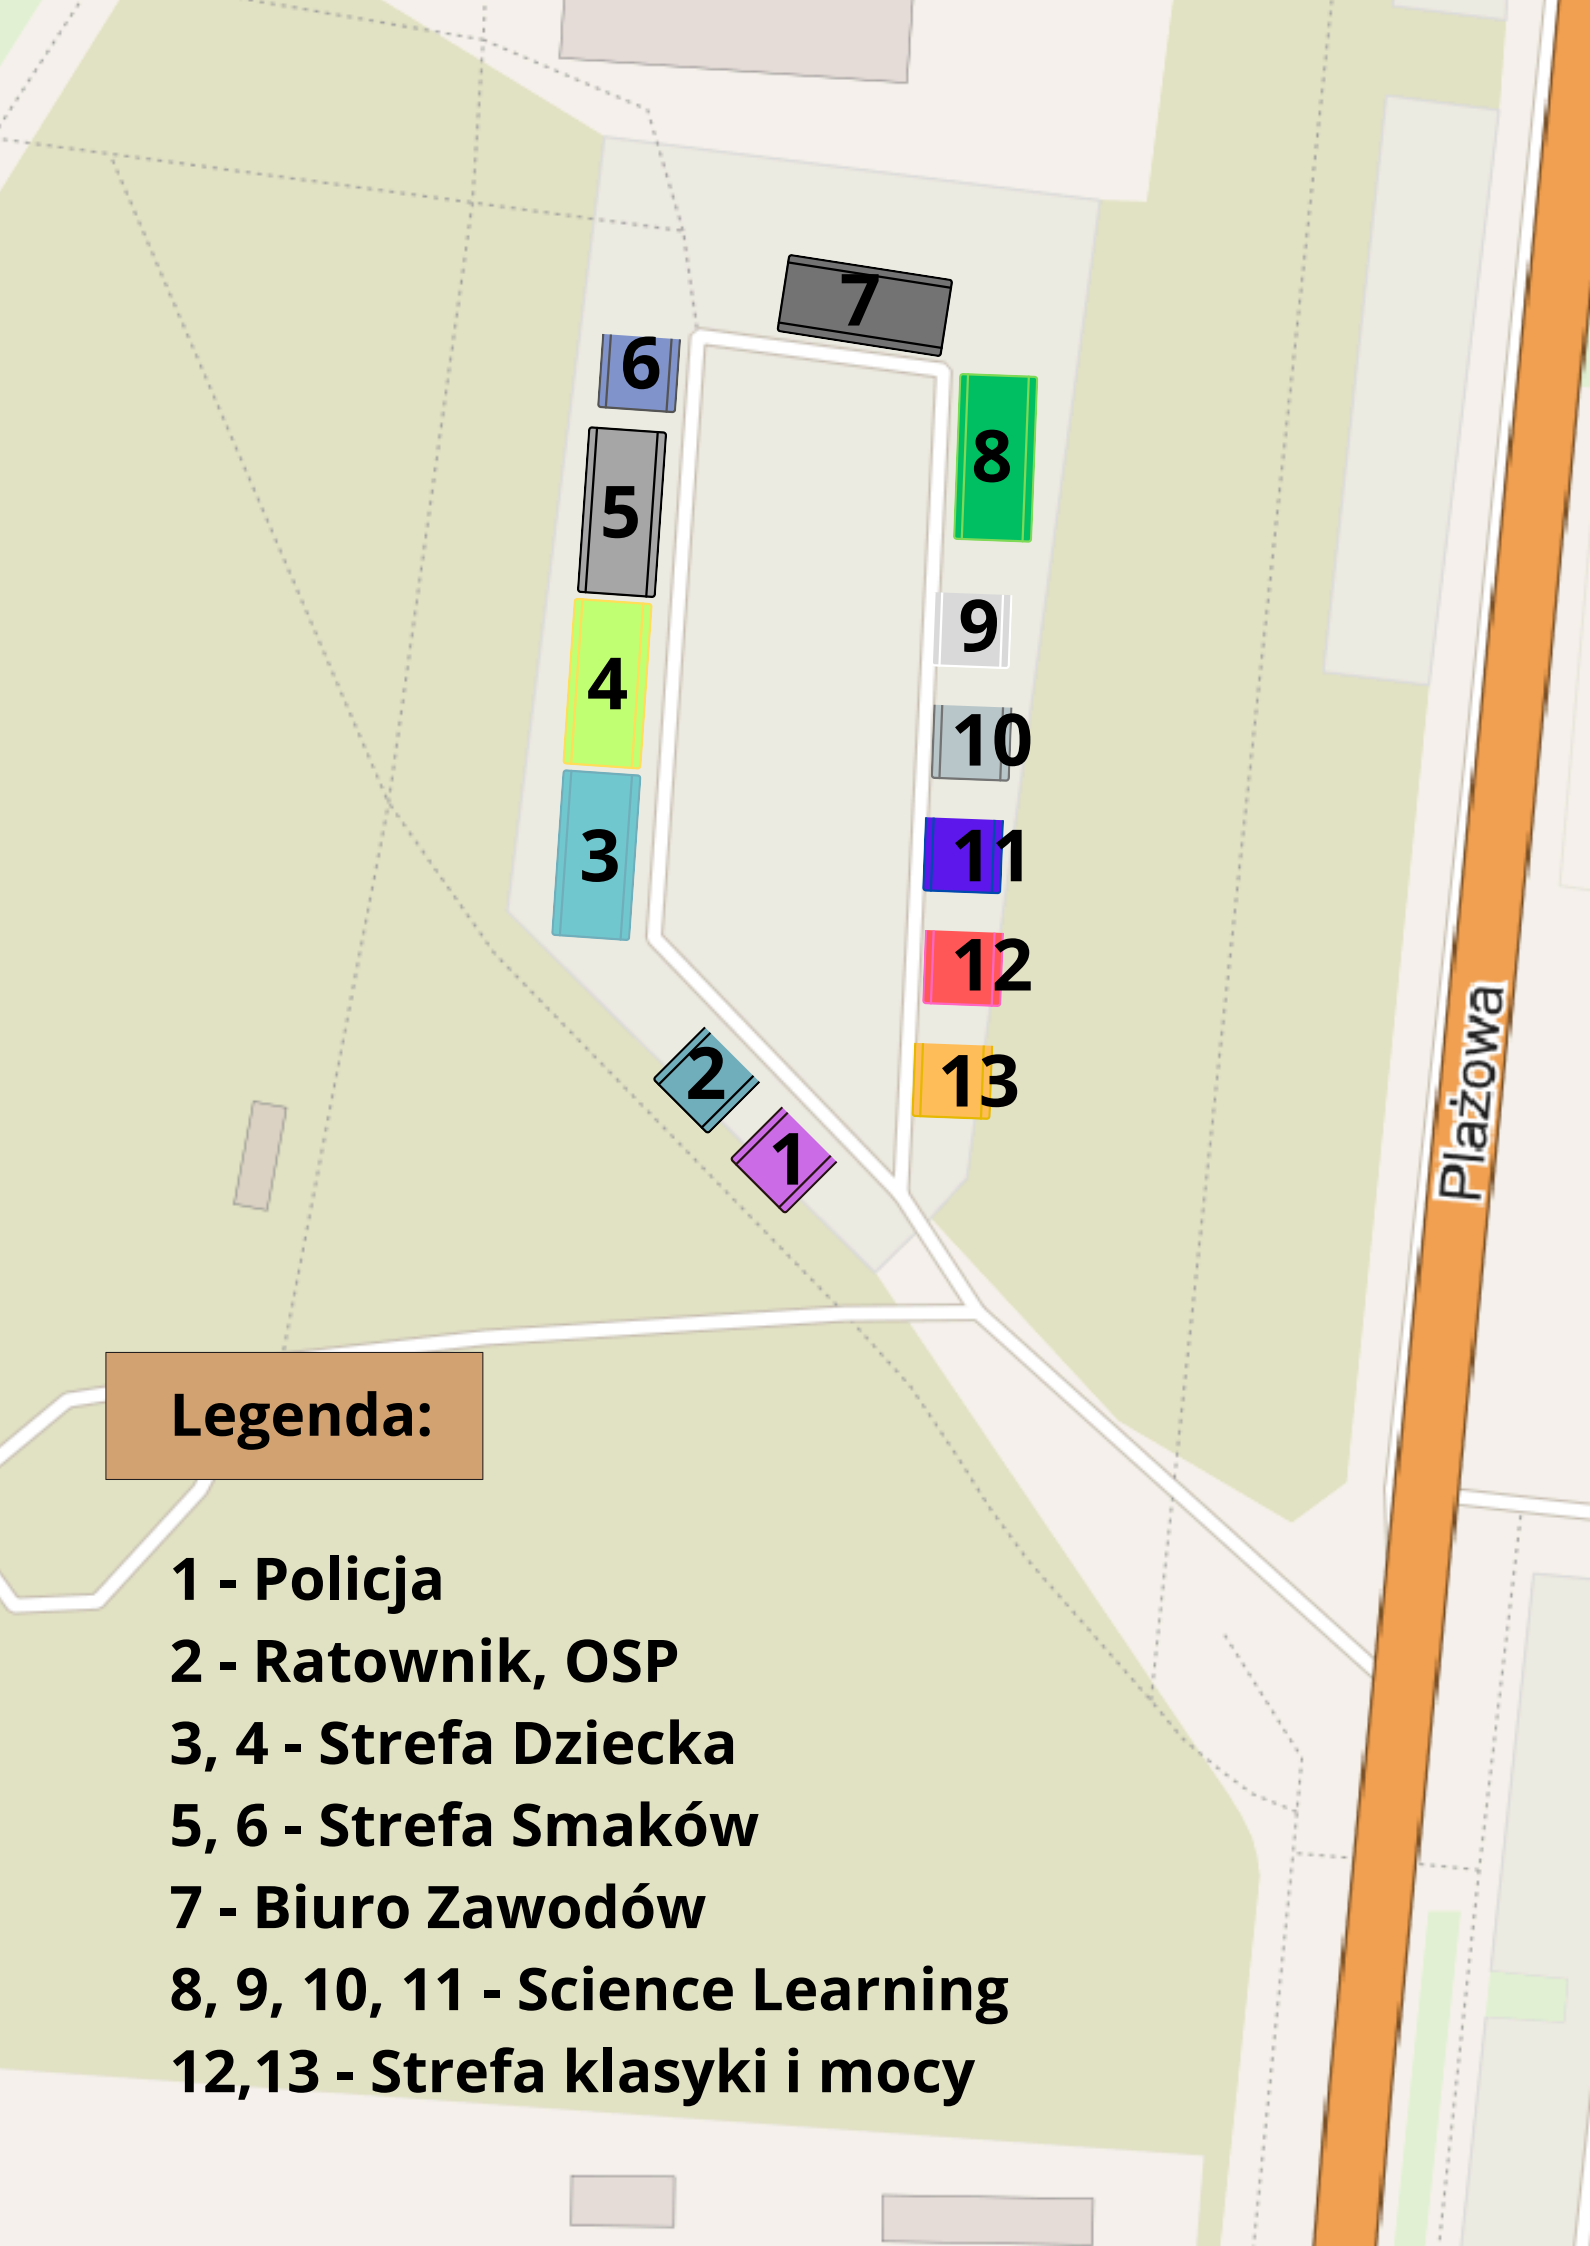 7
6
8
5
9
4
10
3
11
12
2
13
1
Plażowa
Legenda:
1 - Policja
2 - Ratownik, OSP
3, 4 - Strefa Dziecka
5, 6 - Strefa Smaków
7 - Biuro Zawodów
8, 9, 10, 11 - Science Learning
12,13 - Strefa klasyki i mocy